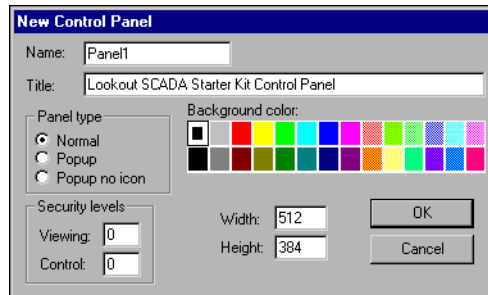 New Control Panel
Name: Panel1
Title: Lookout SCADA Starter Kit Control Panel
Panel type
Normal
Popup
Popup no icon
Background color:
Security levels
Viewing: 0
Control: 0
Width: 512
Height: 384
OK
Cancel